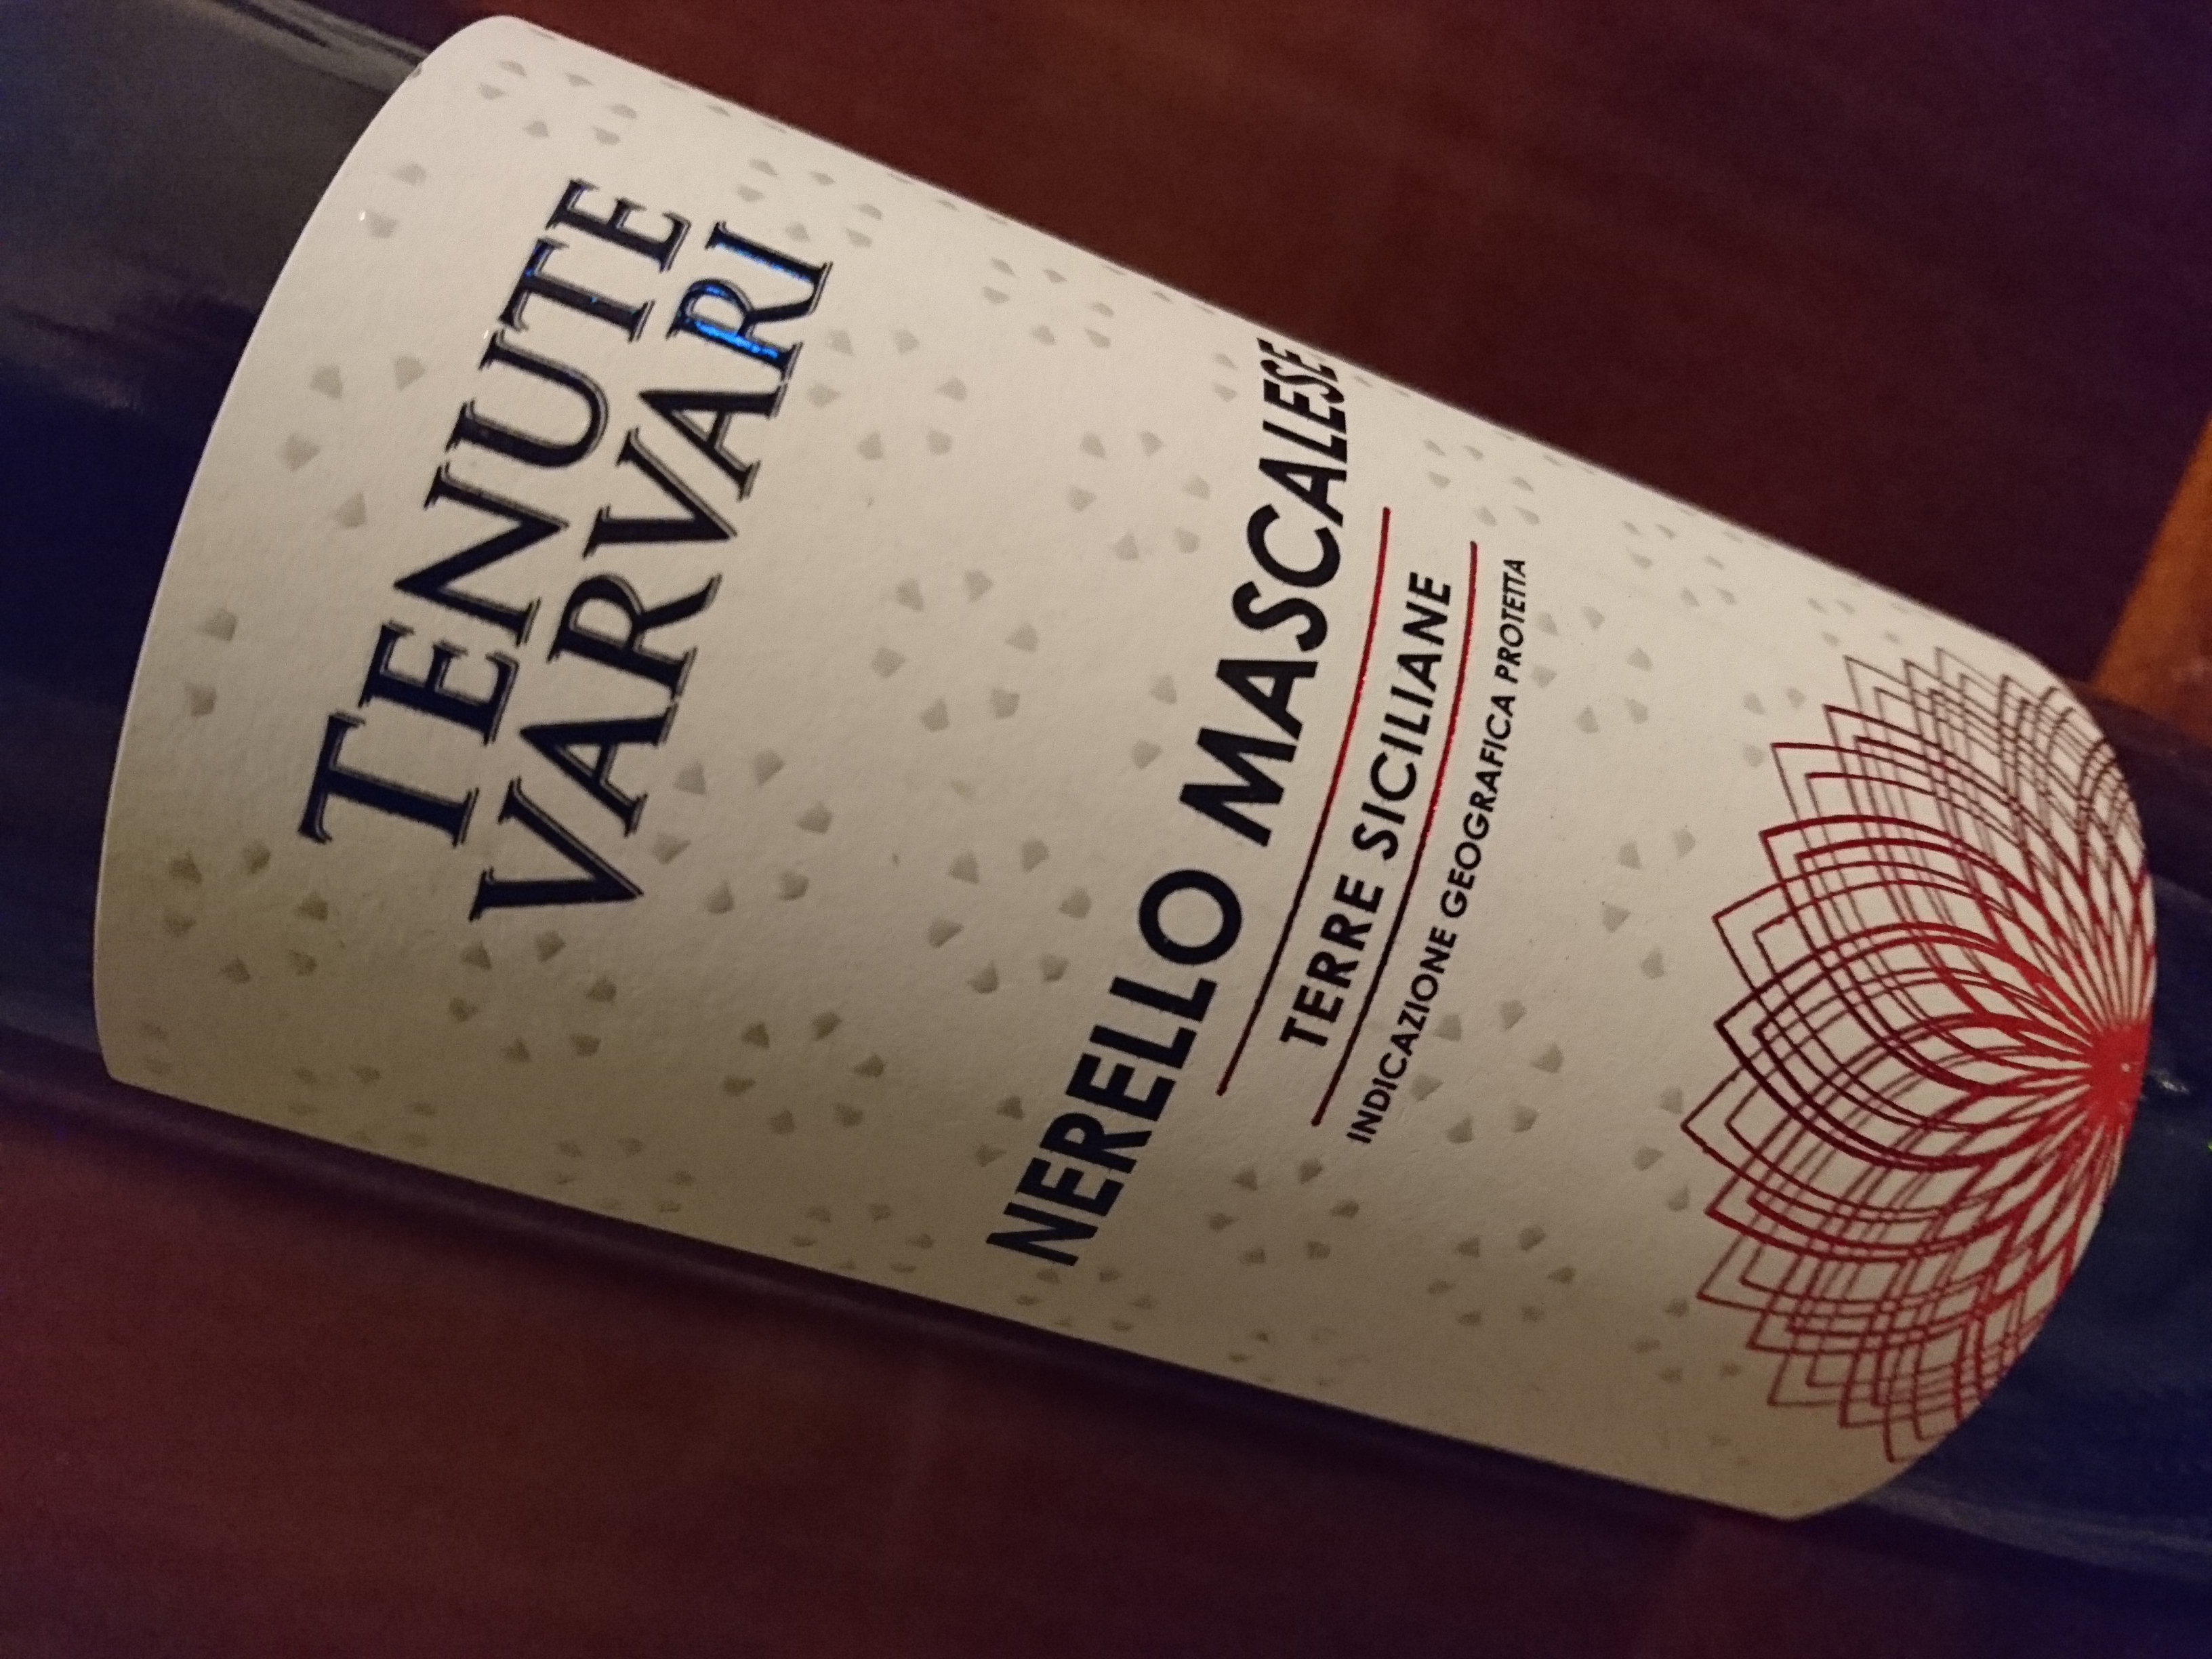 TENUTE
VARVARI
NERELLO MASCALESE
TERRE SICILIANE
INDICAZIONE GEOGRAFICA PROTETTA